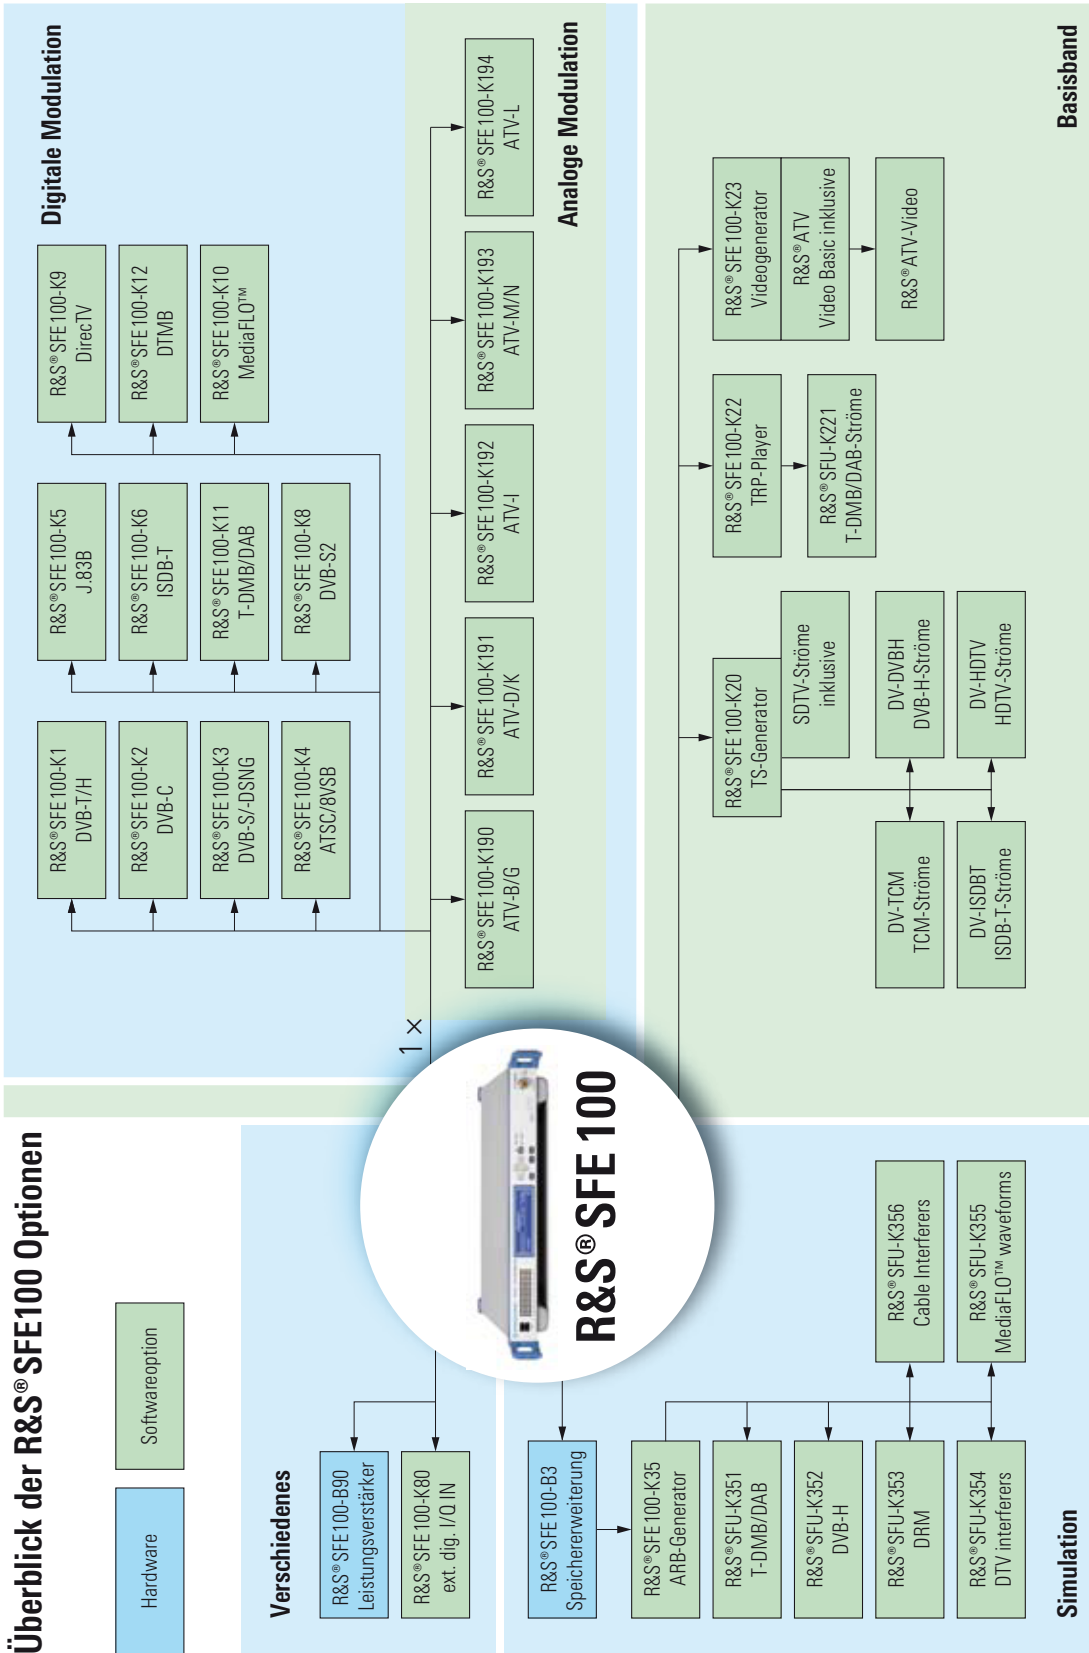 Überblick der R&S®SFE100 Optionen
Hardware
Softwareoption
Verschiedenes
R&S®SFE100-B90
Leistungsverstärker
R&S®SFE100-K80
ext. dig. I/Q IN
R&S®SFE100-B3
Speichererweiterung
R&S®SFE100-K35
ARB-Generator
R&S®SFU-K351
T-DMB/DAB
R&S®SFU-K352
DVB-H
R&S®SFU-K353
DRM
R&S®SFU-K356
Cable Interferers
R&S®SFU-K354
DTV interferers
R&S®SFU-K355
MediaFLO™ waveforms
Simulation
R&S®SFE 100
1 ×
Digitale Modulation
R&S®SFE100-K1
DVB-T/H
R&S®SFE100-K2
DVB-C
R&S®SFE100-K3
DVB-S/-DSNG
R&S®SFE100-K4
ATSC/8VSB
R&S®SFE100-K5
J.83B
R&S®SFE100-K6
ISDB-T
R&S®SFE100-K11
T-DMB/DAB
R&S®SFE100-K8
DVB-S2
R&S®SFE100-K9
DirecTV
R&S®SFE100-K12
DTMB
R&S®SFE100-K10
MediaFLO™
R&S®SFE100-K190
ATV-B/G
R&S®SFE100-K191
ATV-D/K
R&S®SFE100-K192
ATV-I
R&S®SFE100-K193
ATV-M/N
R&S®SFE100-K194
ATV-L
Analoge Modulation
R&S®SFE100-K20
TS-Generator
SDTV-Ströme
inklusive
DV-TCM
TCM-Ströme
DV-DVBH
DVB-H-Ströme
DV-ISDBT
ISDB-T-Ströme
DV-HDTV
HDTV-Ströme
R&S®SFE100-K22
TRP-Player
R&S®SFU-K221
T-DMB/DAB-Ströme
R&S®SFE100-K23
Videogenerator
R&S®ATV
Video Basic inklusive
R&S®ATV-Video
Basisband